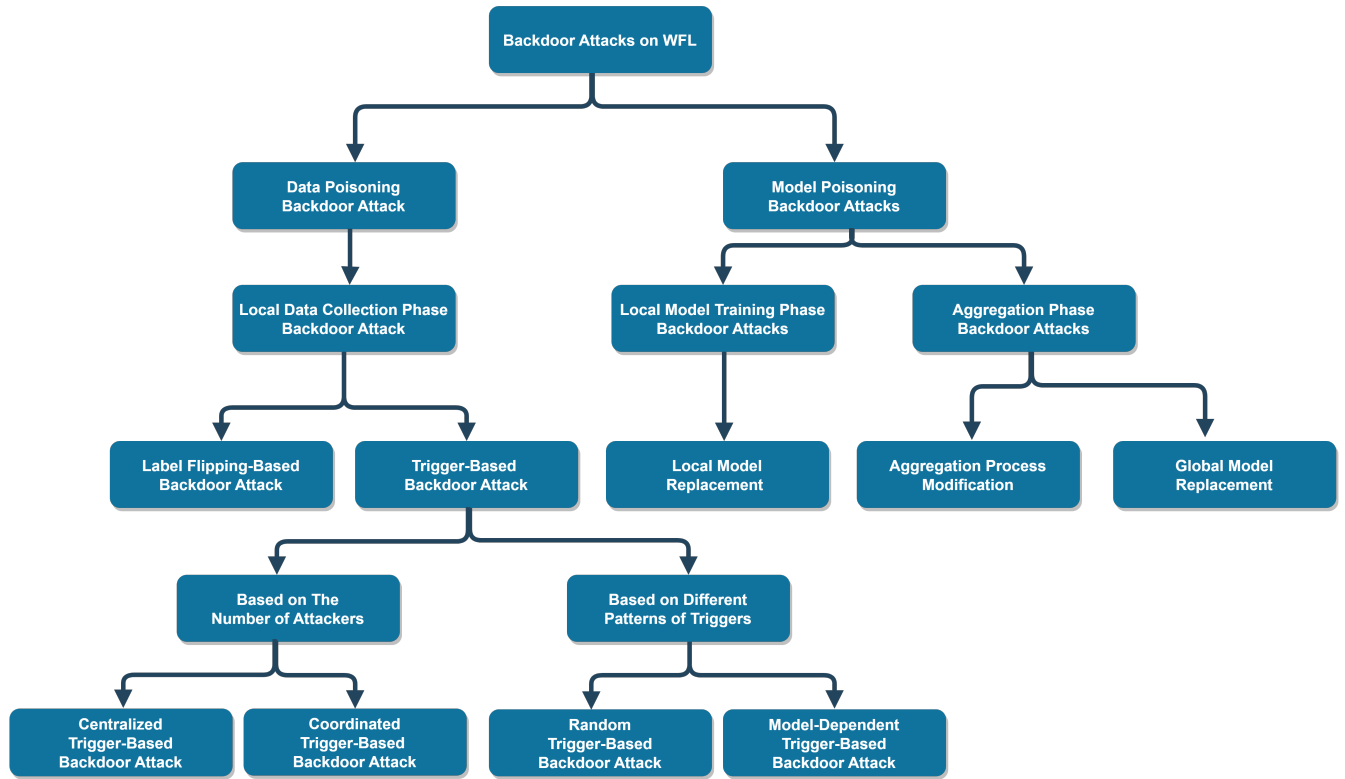 Backdoor Attacks on WFL
Data Poisoning
Backdoor Attack
Model Poisoning
Backdoor Attacks
Local Data Collection Phase
Backdoor Attack
Local Model Training Phase
Backdoor Attacks
Aggregation Phase
Backdoor Attacks
Label Flipping-Based
Backdoor Attack
Trigger-Based
Backdoor Attack
Local Model
Replacement
Aggregation Process
Modification
Global Model
Replacement
Based on The
Number of Attackers
Based on Different
Patterns of Triggers
Centralized
Trigger-Based
Backdoor Attack
Coordinated
Trigger-Based
Backdoor Attack
Random
Trigger-Based
Backdoor Attack
Model-Dependent
Trigger-Based
Backdoor Attack